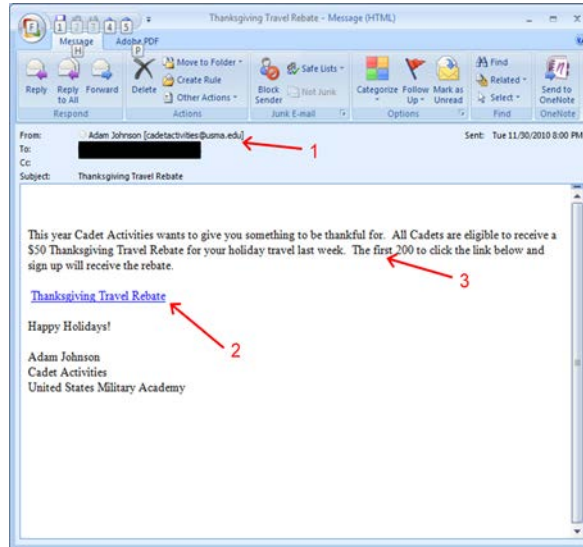 Thanksgiving Travel Rebate - Message (HTML)
F 1 2 3 4 5
Message Adobe PDF
H P
Reply Reply to All Forward Delete Move to Folder Create Rule Other Actions Block Sender Safe Lists Not Junk Categorize Follow Up Mark as Unread Find Related Select Send to OneNote
Respond Actions Junk E-mail Options Find OneNote
From: Adam Johnson [cadetactivities@usma.edu] Sent: Tue 11/30/2010 8:00 PM
1
To:
Cc:
Subject: Thanksgiving Travel Rebate
This year Cadet Activities wants to give you something to be thankful for. All Cadets are eligible to receive a
$50 Thanksgiving Travel Rebate for your holiday travel last week. The first 200 to click the link below and
sign up will receive the rebate.
3
Thanksgiving Travel Rebate
2
Happy Holidays!
Adam Johnson
Cadet Activities
United States Military Academy